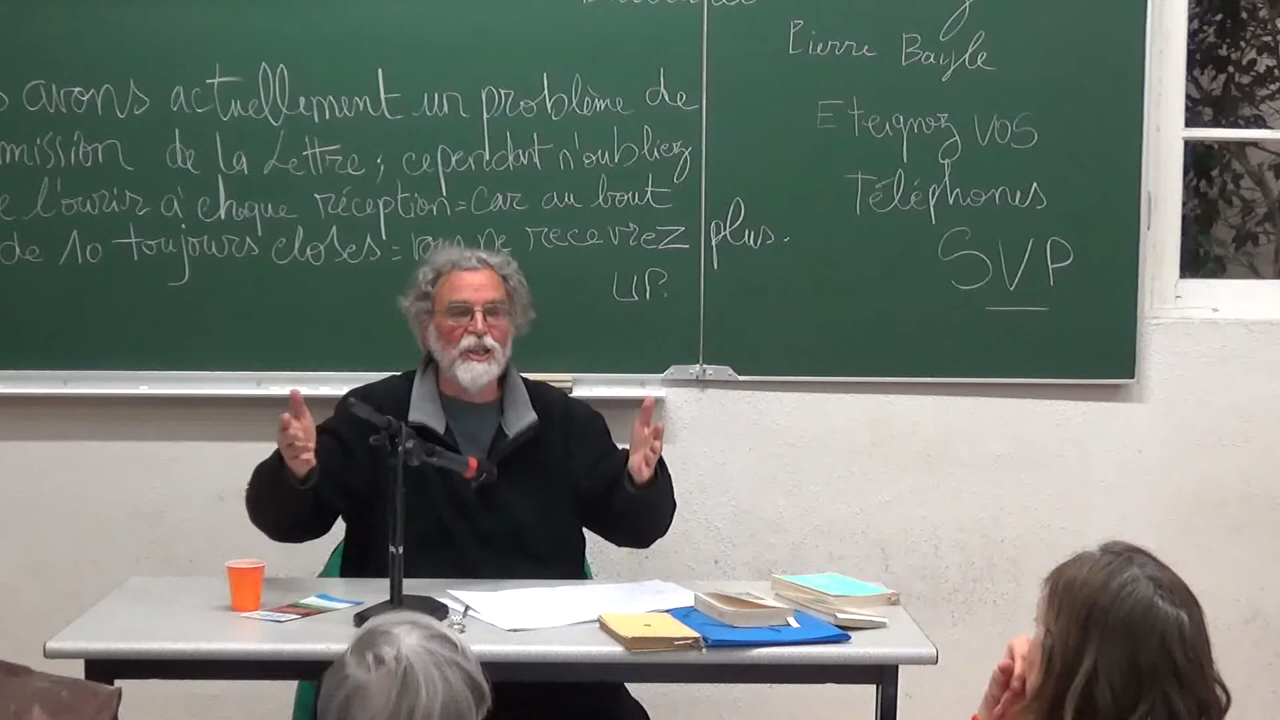 avons actuellement un problème de
mission de la Lettre ; cependant n'oubliez
e l'ouvrir à chaque réception = car au bout
de 10 toujours closes = vous ne recevrez plus.
UP.
Pierre Bayle
Eteignez vos
Téléphones
SVP